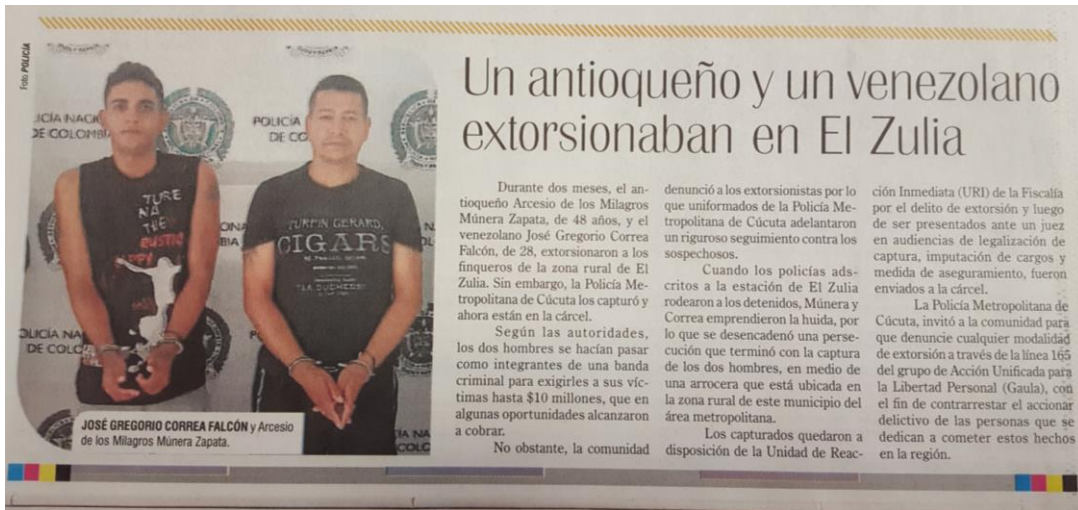 Foto POLICÍA
Un antioqueño y un venezolano
extorsionaban en El Zulia
POLICÍA
DE CO
TURE
NA
THE
CIGARS
JOSÉ GREGORIO CORREA FALCÓN y Arcesio
de los Milagros Múnera Zapata.
Durante dos meses, el an-
tioqueño Arcesio de los Milagros
Múnera Zapata, de 48 años, y el
venezolano José Gregorio Correa
Falcón, de 28, extorsionaron a los
finqueros de la zona rural de El
Zulia. Sin embargo, la Policía Me-
tropolitana de Cúcuta los capturó y
ahora están en la cárcel.
Según las autoridades,
los dos hombres se hacían pasar
como integrantes de una banda
criminal para exigirles a sus víc-
timas hasta $10 millones, que en
algunas oportunidades alcanzaron
a cobrar.
No obstante, la comunidad
denunció a los extorsionistas por lo
que uniformados de la Policía Me-
tropolitana de Cúcuta adelantaron
un riguroso seguimiento contra los
sospechosos.
Cuando los policías ads-
critos a la estación de El Zulia
rodearon a los detenidos, Múnera y
Correa emprendieron la huida, por
lo que se desencadenó una perse-
cución que terminó con la captura
de los dos hombres, en medio de
una arrocera que está ubicada en
la zona rural de este municipio del
área metropolitana.
Los capturados quedaron a
disposición de la Unidad de Reac-
ción Inmediata (URI) de la Fiscalía
por el delito de extorsión y luego
de ser presentados ante un juez
en audiencias de legalización de
captura, imputación de cargos y
medida de aseguramiento, fueron
enviados a la cárcel.
La Policía Metropolitana de
Cúcuta, invitó a la comunidad para
que denuncie cualquier modalidad
de extorsión a través de la línea 165
del grupo de Acción Unificada para
la Libertad Personal (Gaula), con
el fin de contrarrestar el accionar
delictivo de las personas que se
dedican a cometer estos hechos
en la región.